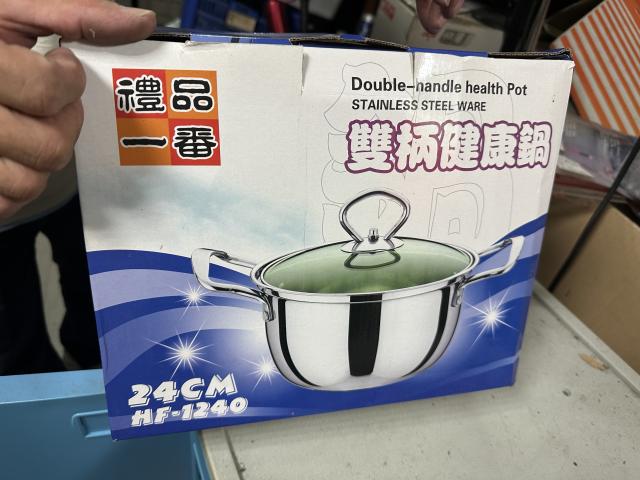 禮品
一番
Double-handle health Pot
STAINLESS STEEL WARE
雙柄健康鍋
24CM
HF-1240